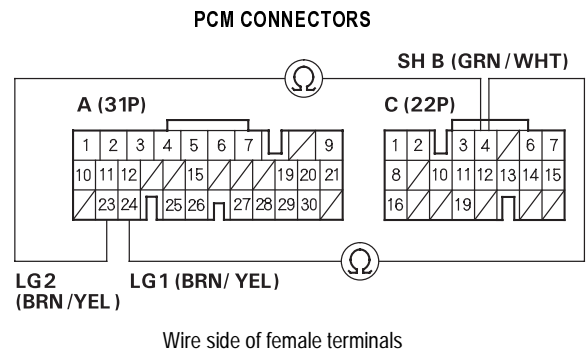 PCM CONNECTORS
SH B (GRN / WHT)
Ω
A (31P)
C (22P)
1 2 3 4 5 6 7 9
1 2 3 4 6 7
10 11 12 15 19 20 21
8 10 11 12 13 14 15
23 24 25 26 27 28 29 30
16 19
Ω
LG2
(BRN /YEL )
LG1 (BRN/ YEL)
Wire side of female terminals